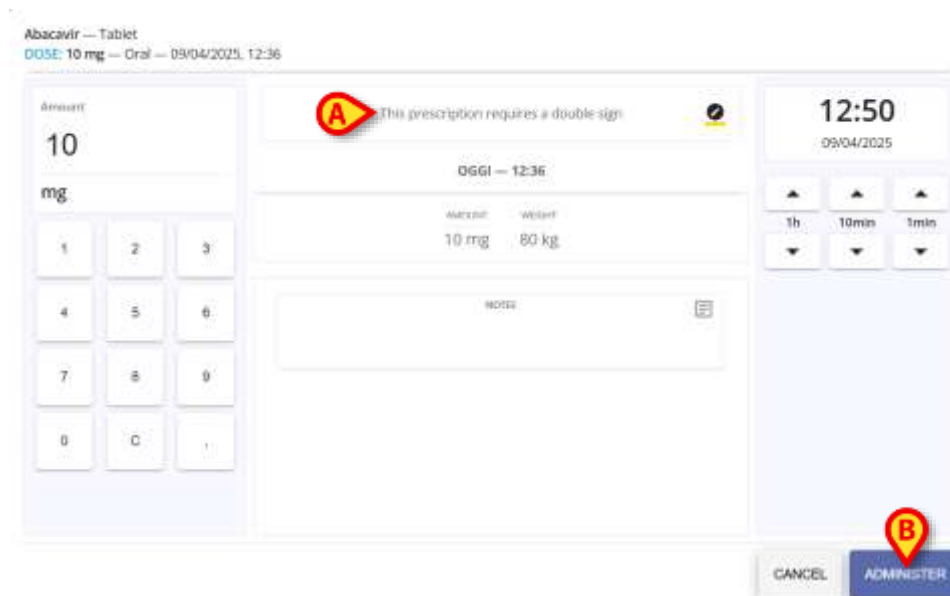 Abacavir — Tablet
DOSE: 10 mg — Oral — 09/04/2025, 12:36
Amount
10
mg
1 2 3
4 5 6
7 8 9
0 C ,
A
This prescription requires a double sign
OGGI — 12:36
AMOUNT WEIGHT
10 mg 80 kg
NOTES
12:50
09/04/2025
1h 10min 1min
B
CANCEL ADMINISTER